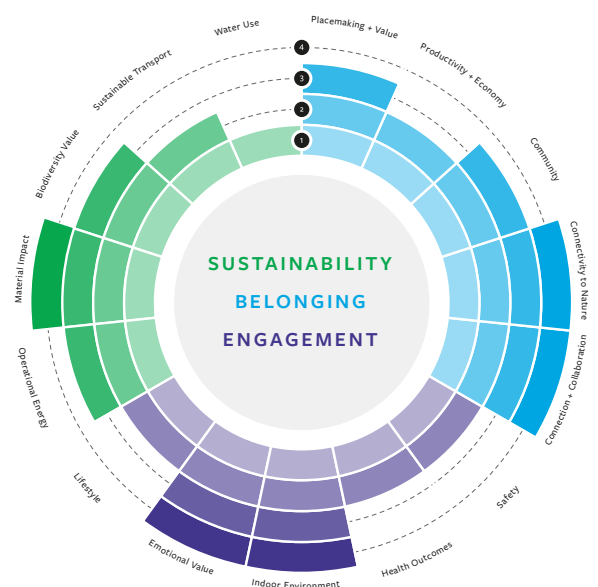 Water Use
Placemaking + Value
Productivity + Economy
Community
Connectivity to Nature
Connection + Collaboration
Safety
Health Outcomes
Indoor Environment
Emotional Value
Lifestyle
Operational Energy
Material Impact
Biodiversity Value
Sustainable Transport
4
3
2
1
SUSTAINABILITY
BELONGING
ENGAGEMENT